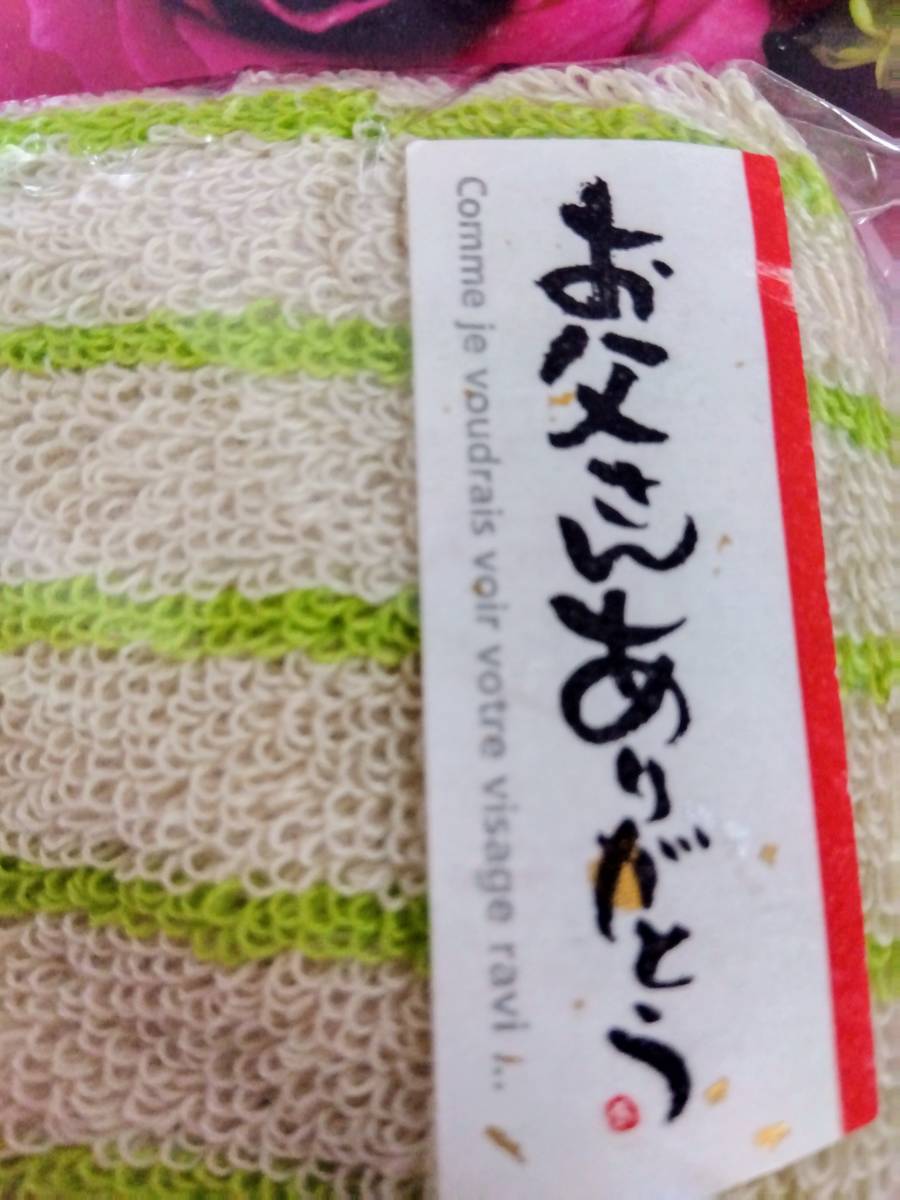 お父さんありがとう
Comme je voudrais voir votre visage ravi !..